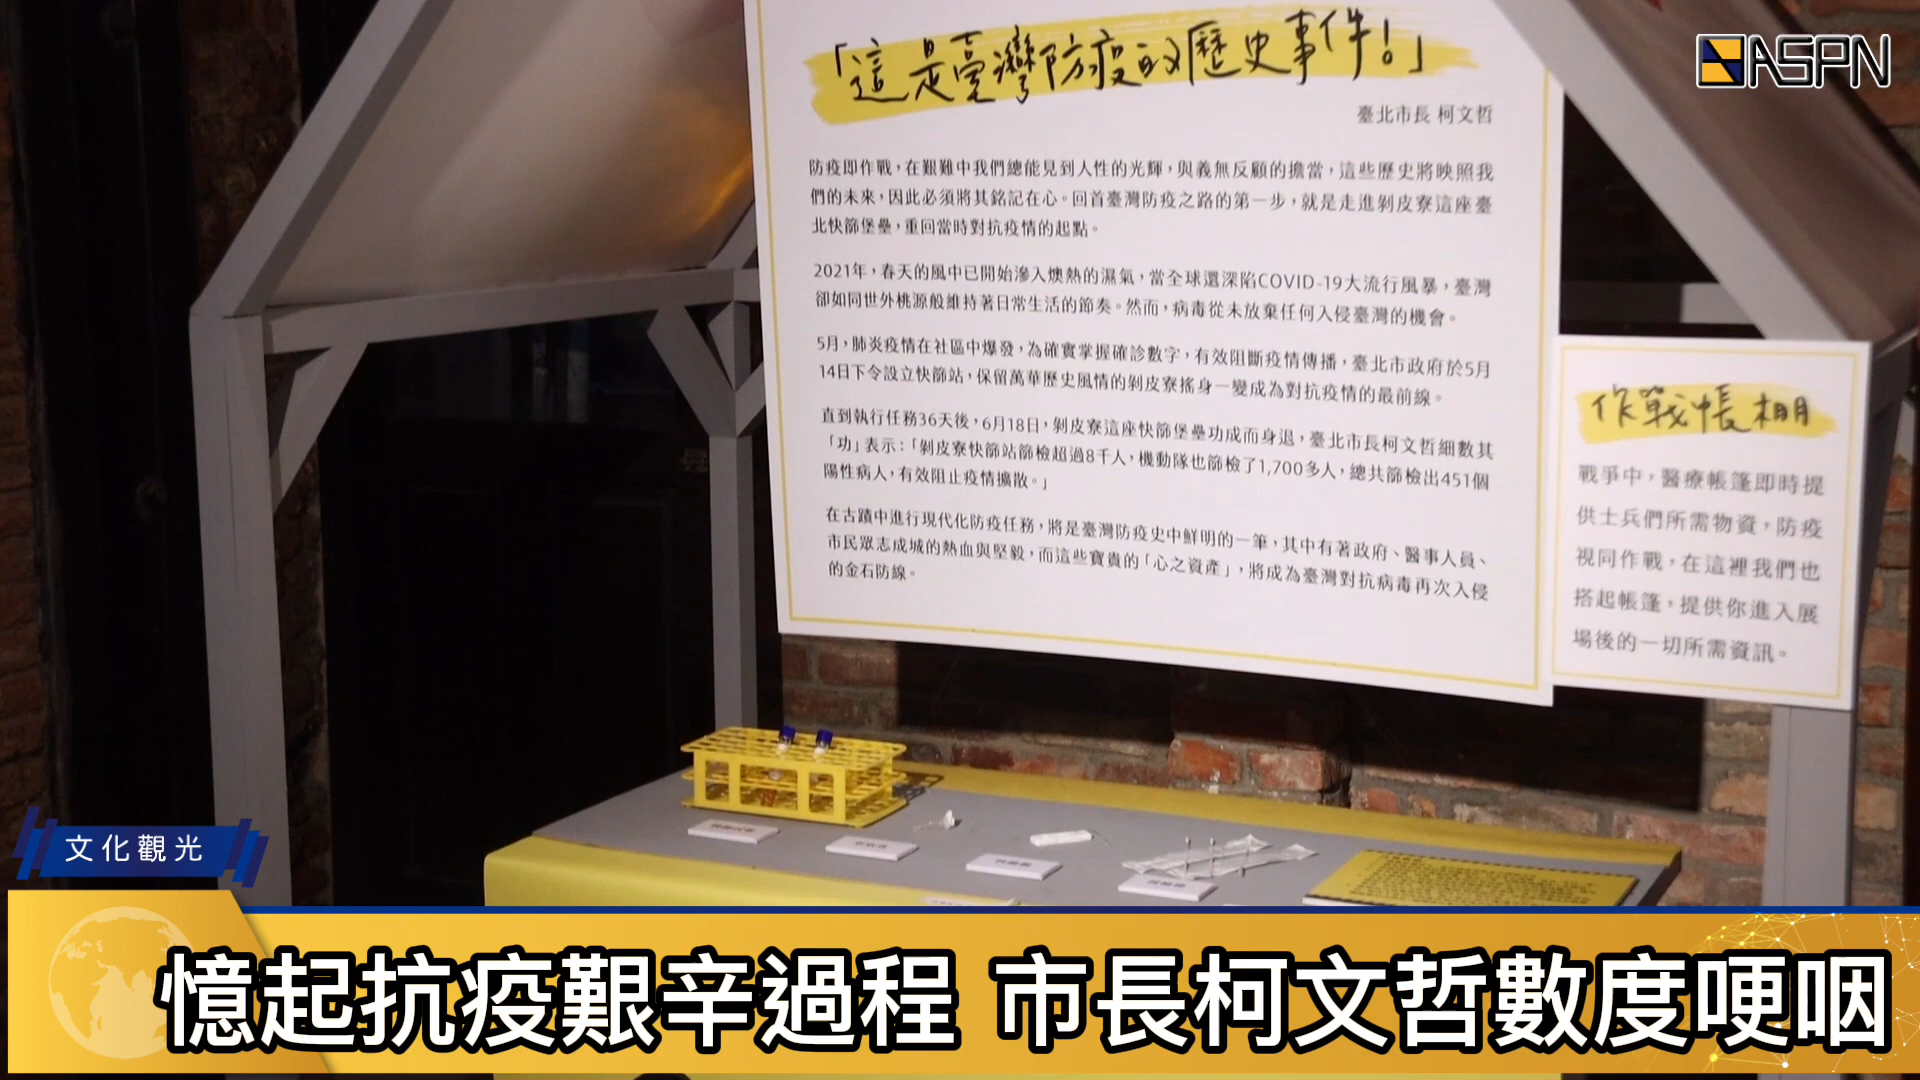 「這是臺灣防疫的歷史事件!」
臺北市長 柯文哲
防疫即作戰，在艱難中我們總能見到人性的光輝，與義無反顧的擔當，這些歷史將映照我
們的未來，因此必須將其銘記在心。回首臺灣防疫之路的第一步，就是走進剝皮寮這座臺
北快篩堡壘，重回當時對抗疫情的起點。
2021年，春天的風中已開始滲入燠熱的濕氣，當全球還深陷COVID-19大流行風暴，臺灣
卻如同世外桃源般維持著日常生活的節奏。然而，病毒從未放棄任何入侵臺灣的機會。
5月，肺炎疫情在社區中爆發，為確實掌握確診數字，有效阻斷疫情傳播，臺北市政府於5月
14日下令設立快篩站，保留萬華歷史風情的剝皮寮搖身一變成為對抗疫情的最前線。
直到執行任務36天後，6月18日，剝皮寮這座快篩堡壘功成而身退，臺北市長柯文哲細數其
「功」表示：「剝皮寮快篩站篩檢超過8千人，機動隊也篩檢了1,700多人，總共篩檢出451個
陽性病人，有效阻止疫情擴散。」
在古蹟中進行現代化防疫任務，將是臺灣防疫史中鮮明的一筆，其中有著政府、醫事人員、
市民眾志成城的熱血與堅毅，而這些寶貴的「心之資產」，將成為臺灣對抗病毒再次入侵
的金石防線。
作戰帳棚
戰爭中，醫療帳篷即時提
供士兵們所需物資，防疫
視同作戰，在這裡我們也
搭起帳篷，提供你進入展
場後的一切所需資訊。
ASPN
文化觀光
憶起抗疫艱辛過程 市長柯文哲數度哽咽